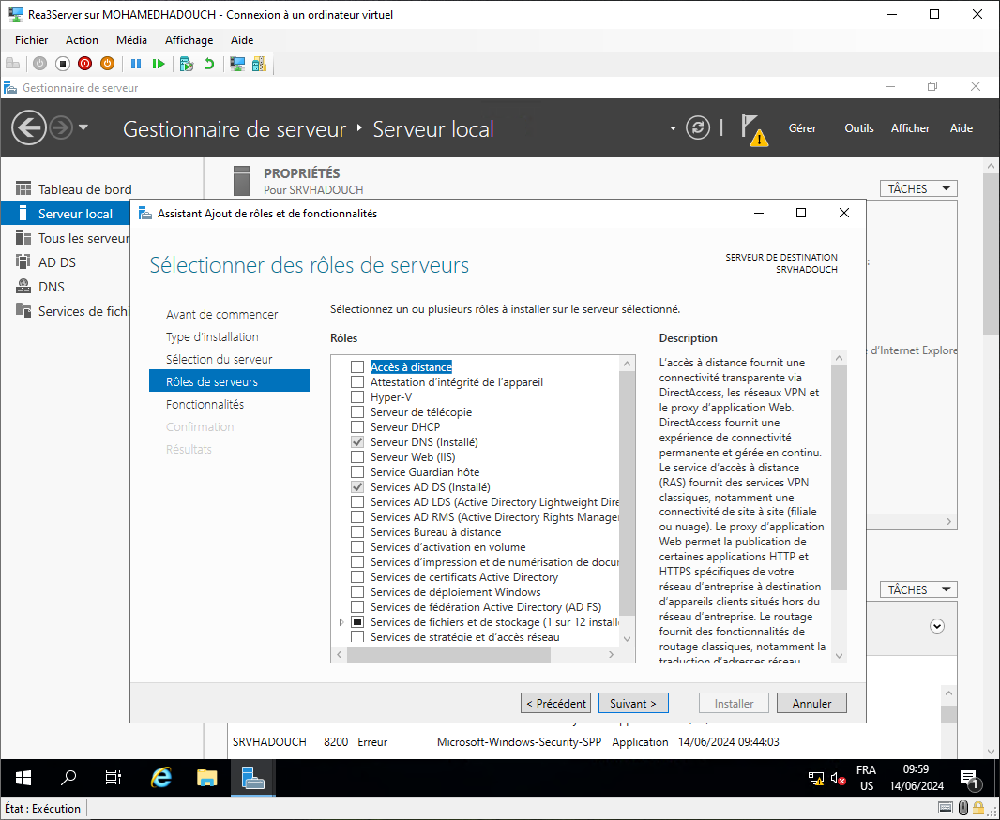 Rea3Server sur MOHAMEDHADOUCH - Connexion à un ordinateur virtuel
Fichier Action Média Affichage Aide
Gestionnaire de serveur
Gestionnaire de serveur Serveur local
Gérer Outils Afficher Aide
Tableau de bord
Serveur local
Tous les serveur
AD DS
DNS
Services de fichi
PROPRIÉTÉS
Pour SRVHADOUCH
TÂCHES
Assistant Ajout de rôles et de fonctionnalités
Sélectionner des rôles de serveurs
SERVEUR DE DESTINATION
SRVHADOUCH
Avant de commencer
Type d'installation
Sélection du serveur
Rôles de serveurs
Fonctionnalités
Confirmation
Résultats
Sélectionnez un ou plusieurs rôles à installer sur le serveur sélectionné.
Rôles
Accès à distance
Attestation d'intégrité de l'appareil
Hyper-V
Serveur de télécopie
Serveur DHCP
Serveur DNS (Installé)
Serveur Web (IIS)
Service Guardian hôte
Services AD DS (Installé)
Services AD LDS (Active Directory Lightweight Dire
Services AD RMS (Active Directory Rights Manager
Services Bureau à distance
Services d'activation en volume
Services d'impression et de numérisation de docu
Services de certificats Active Directory
Services de déploiement Windows
Services de fédération Active Directory (AD FS)
Services de fichiers et de stockage (1 sur 12 install
Services de stratégie et d'accès réseau
Description
L'accès à distance fournit une
connectivité transparente via
DirectAccess, les réseaux VPN et
le proxy d'application Web.
DirectAccess fournit une
expérience de connectivité
permanente et gérée en continu.
Le service d'accès à distance
(RAS) fournit des services VPN
classiques, notamment une
connectivité de site à site (filiale
ou nuage). Le proxy d'application
Web permet la publication de
certaines applications HTTP et
HTTPS spécifiques de votre
réseau d'entreprise à destination
d'appareils clients situés hors du
réseau d'entreprise. Le routage
fournit des fonctionnalités de
routage classiques, notamment la
traduction d'adresses réseau
< Précédent Suivant > Installer Annuler
e d'Internet Explore
TÂCHES
SRVHADOUCH 8200 Erreur Microsoft-Windows-Security-SPP Application 14/06/2024 09:44:03
FRA
US
09:59
14/06/2024
1
État : Exécution